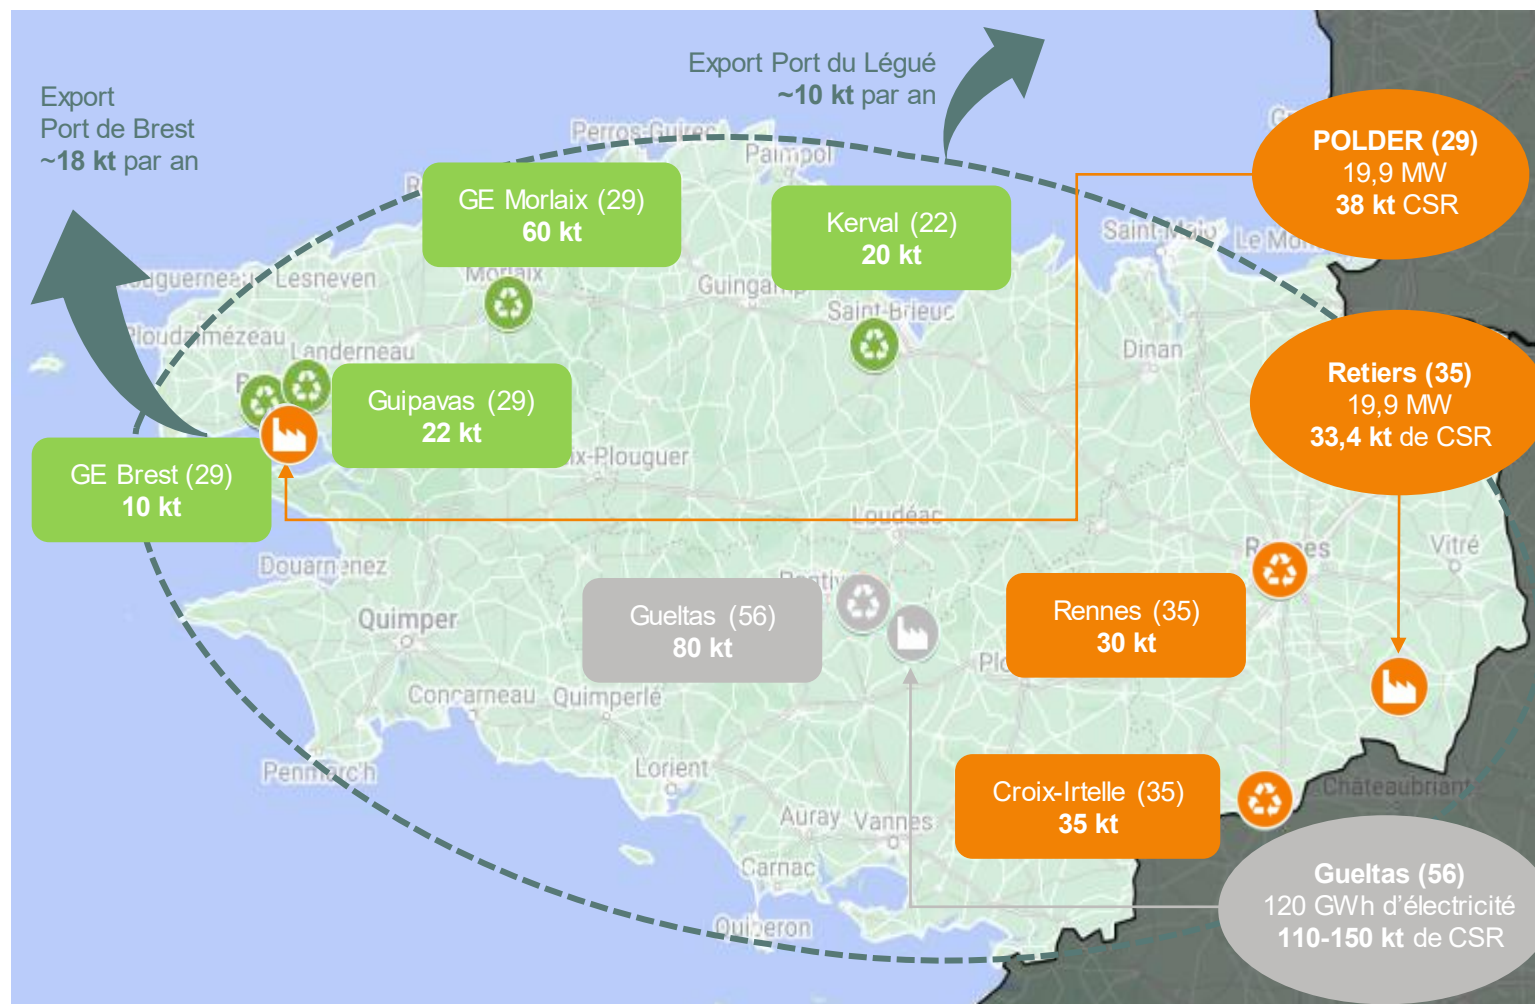 Export
Port de Brest
~18 kt par an
Export Port du Légué
~10 kt par an
POLDER (29)
19,9 MW
38 kt CSR
Perros-Guirec
Paimpol
GE Morlaix (29)
60 kt
Kerval (22)
20 kt
Saint-Malo
Lesneven
Morlaix
Guingamp
Saint-Brieuc
Landerneau
Dinan
Retiers (35)
19,9 MW
33,4 kt de CSR
Guipavas (29)
22 kt
GE Brest (29)
10 kt
Loudéac
Vitré
Douarnenez
Quimper
Gueltas (56)
80 kt
Rennes (35)
30 kt
Concarneau
Quimperlé
Penmarc'h
Lorient
Croix-Irtelle (35)
35 kt
Châteaubriant
Auray
Vannes
Carnac
Quiberon
Gueltas (56)
120 GWh d'électricité
110-150 kt de CSR